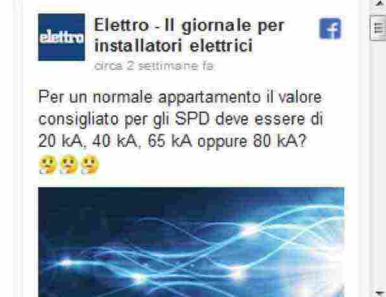 elettro
Elettro - Il giornale per
installatori elettrici
circa 2 settimane fa
Per un normale appartamento il valore
consigliato per gli SPD deve essere di
20 kA, 40 kA, 65 kA oppure 80 kA?